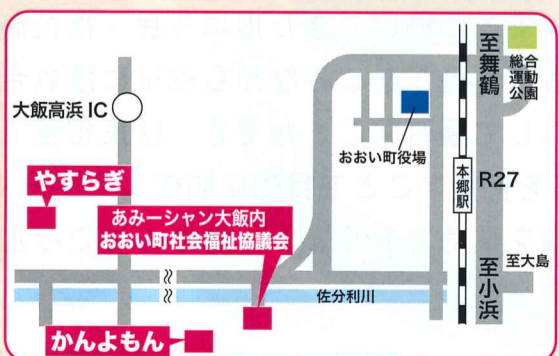 至舞鶴
総合運動公園
大飯高浜 IC
おおい町役場
やすらぎ
本郷駅
R27
あみーシャン大飯内
おおい町社会福祉協議会
至大島
佐分利川
至小浜
かんよもん